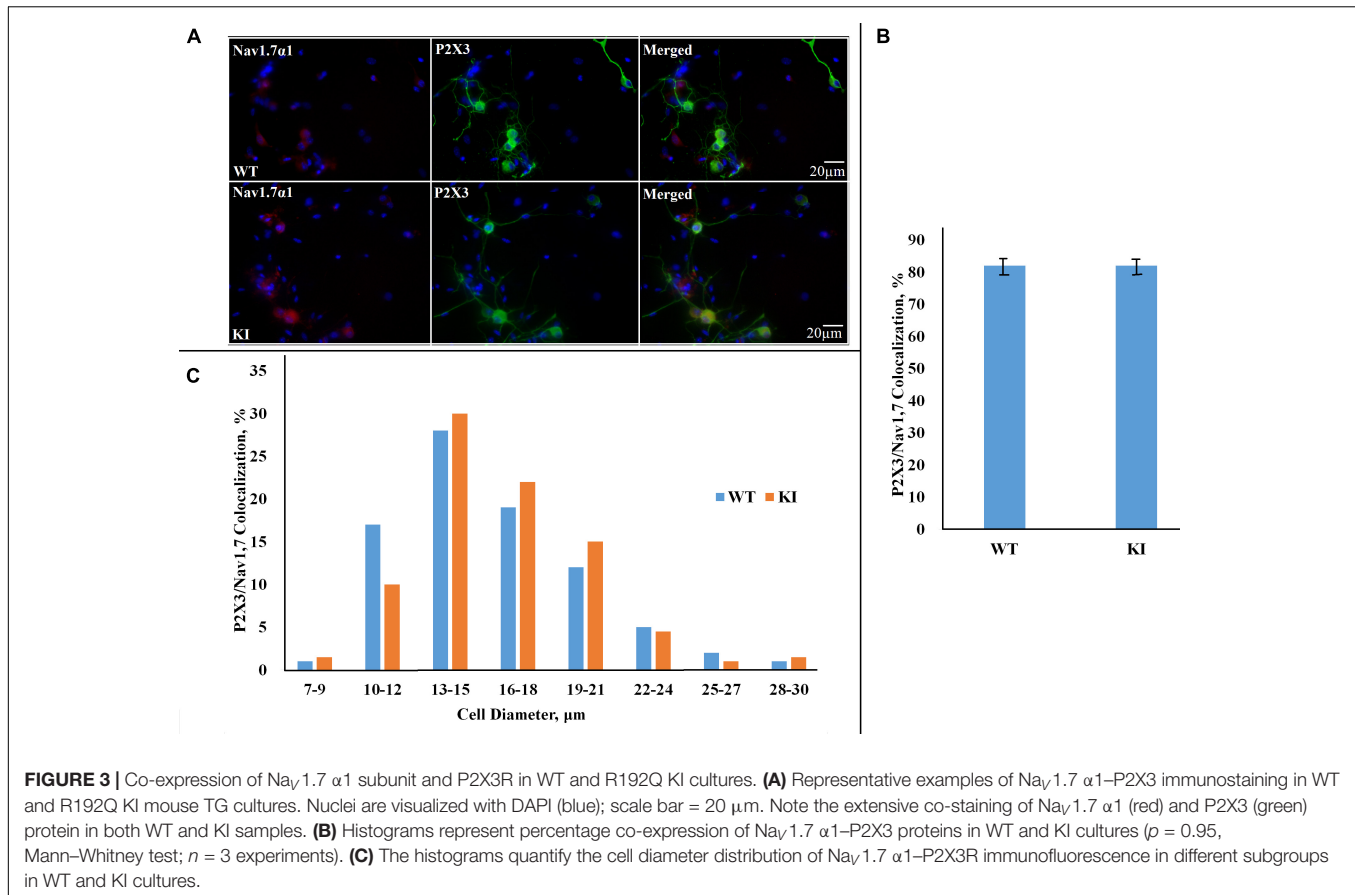 A
Nav1.7α1
P2X3
Merged
WT
20μm
Nav1.7α1
P2X3
Merged
KI
20μm
B
P2X3/Nav1,7 Colocalization, %
90
80
70
60
50
40
30
20
10
0
WT
KI
C
P2X3/Nav1,7 Colocalization, %
35
30
25
20
15
10
5
0
WT
KI
7-9
10-12
13-15
16-18
19-21
22-24
25-27
28-30
Cell Diameter, μm
FIGURE 3 | Co-expression of NaV1.7 α1 subunit and P2X3R in WT and R192Q KI cultures. (A) Representative examples of NaV1.7 α1–P2X3 immunostaining in WT
and R192Q KI mouse TG cultures. Nuclei are visualized with DAPI (blue); scale bar = 20 μm. Note the extensive co-staining of NaV1.7 α1 (red) and P2X3 (green)
protein in both WT and KI samples. (B) Histograms represent percentage co-expression of NaV1.7 α1–P2X3 proteins in WT and KI cultures (p = 0.95,
Mann–Whitney test; n = 3 experiments). (C) The histograms quantify the cell diameter distribution of NaV1.7 α1–P2X3R immunofluorescence in different subgroups
in WT and KI cultures.